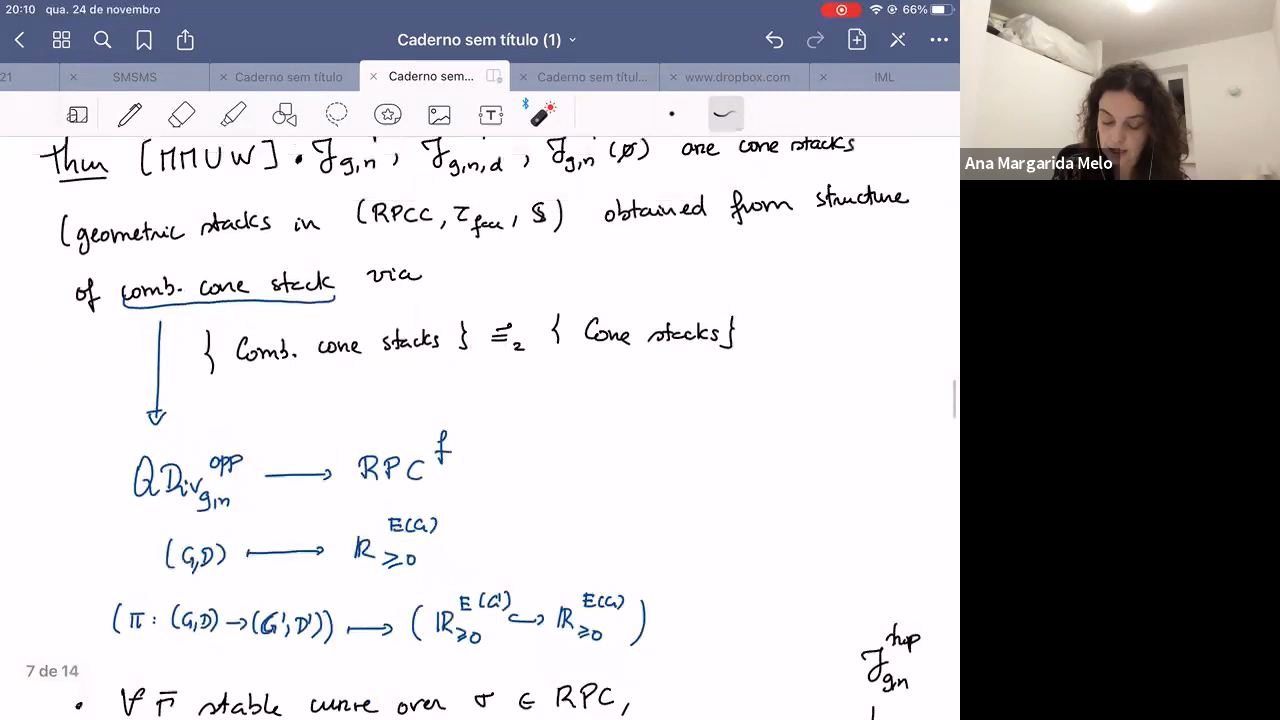 20:10 qua. 24 de novembro 66%
Caderno sem título (1)
21 SMSMS Caderno sem título Caderno sem... Caderno sem títul... www.dropbox.com IML
Ana Margarida Melo
Thm [MMUW] • J_{g,n}, J_{g,n,d}, J_{g,n}(φ) are cone stacks
(geometric stacks in (RPCC, τ_face, S) obtained from structure
of comb. cone stack via
{ Comb. cone stacks } ≅_2 { Cone stacks }
QDiv_{g,n}^{opp} → RPC^f
(G,D) ⟼ R_{≥0}^{E(G)}
(π : (G,D) → (G',D')) ⟼ ( R_{≥0}^{E(G')} ↪ R_{≥0}^{E(G)} )
J_{g,n}^{trop}
7 de 14
• ∀ Γ̄ stable curve over σ ∈ RPC,